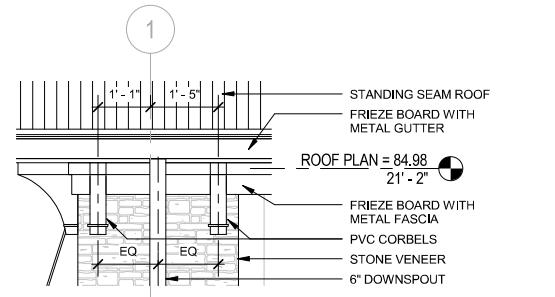 1
1' - 1" 1' - 5"
STANDING SEAM ROOF
FRIEZE BOARD WITH
METAL GUTTER
ROOF PLAN = 84.98
21' - 2"
FRIEZE BOARD WITH
METAL FASCIA
PVC CORBELS
EQ EQ
STONE VENEER
6" DOWNSPOUT